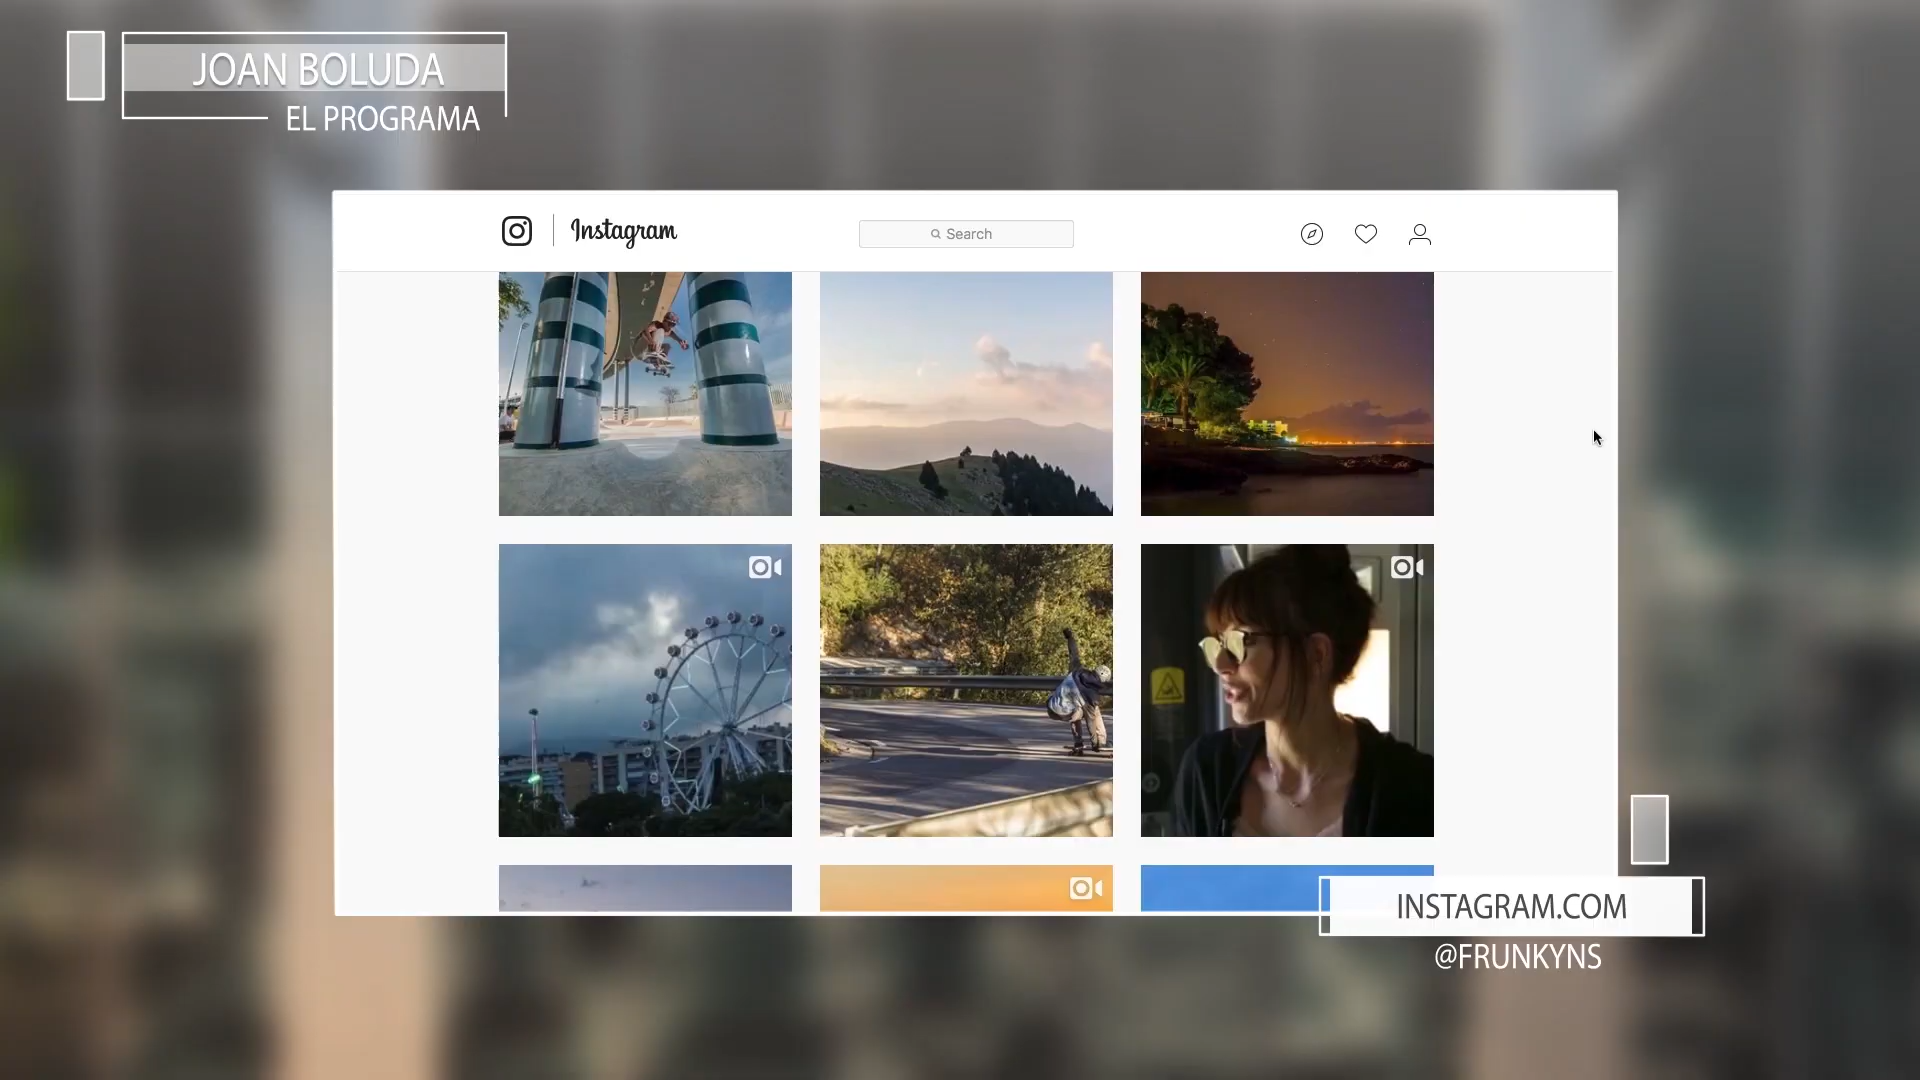 JOAN BOLUDA
EL PROGRAMA
Instagram
Search
INSTAGRAM.COM
@FRUNKYNS